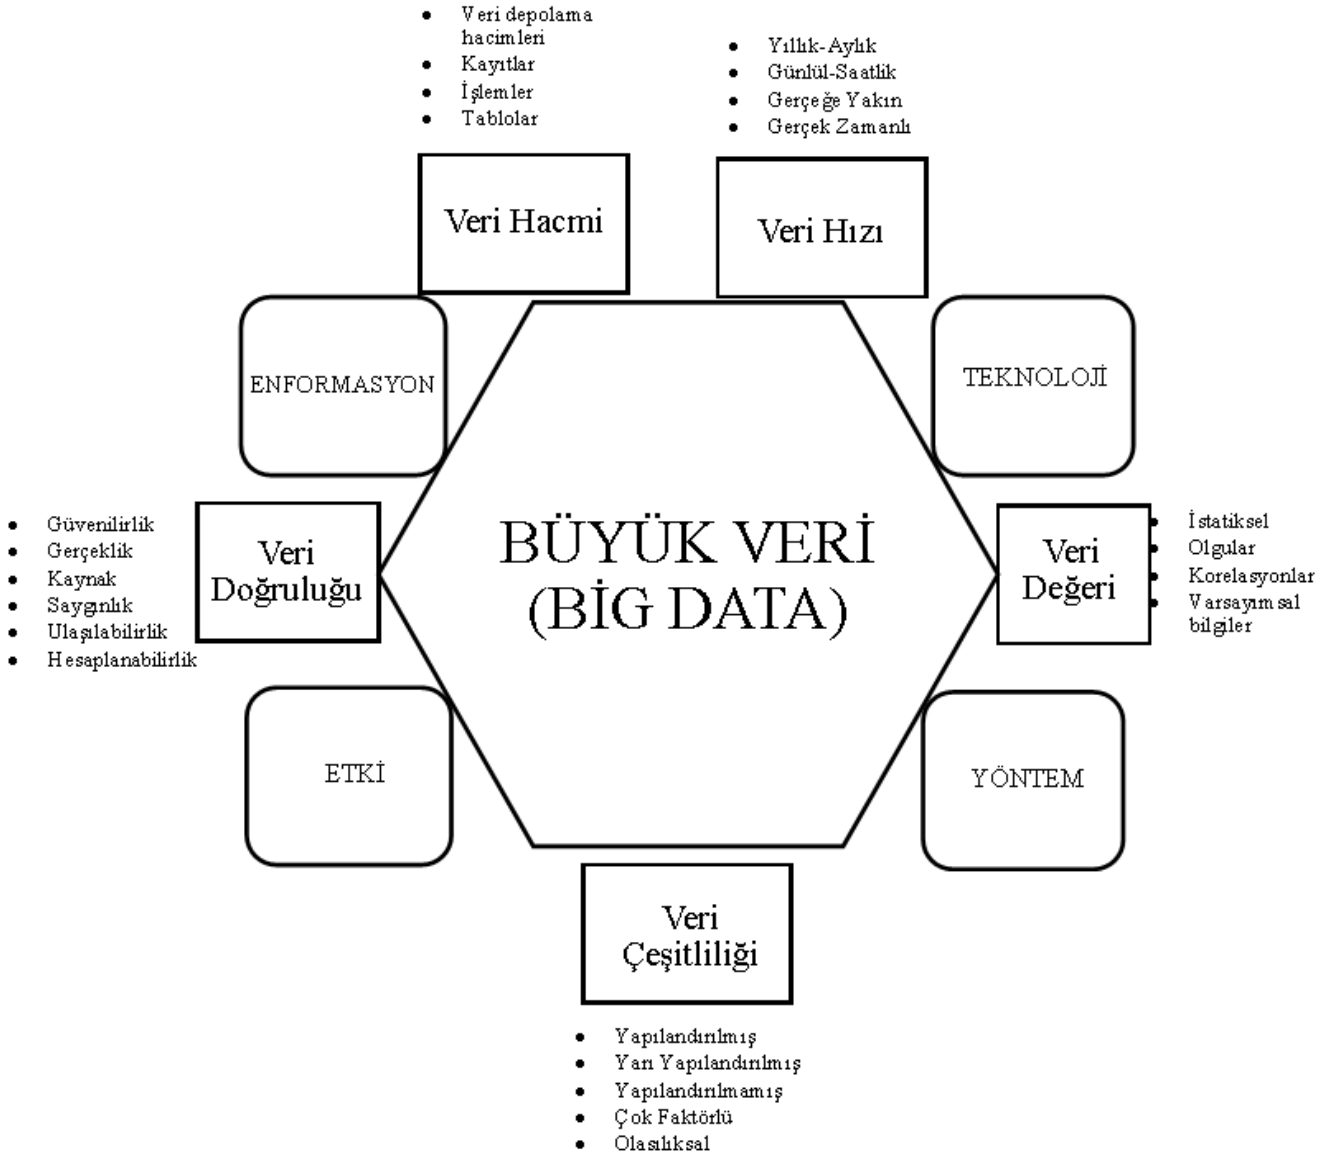 Veri depolama
hacimleri
Kayıtlar
İşlemler
Tablolar
Yıllık-Aylık
Günlül-Saatlik
Gerçeğe Yakın
Gerçek Zamanlı
Veri Hacmi
Veri Hızı
ENFORMASYON
TEKNOLOJİ
Güvenilirlik
Gerçeklik
Kaynak
Saygınlık
Ulaşılabilirlik
Hesaplanabilirlik
Veri
Doğruluğu
BÜYÜK VERİ
(BİG DATA)
Veri
Değeri
İstatiksel
Olgular
Korelasyonlar
Varsayımsal
bilgiler
ETKİ
YÖNTEM
Veri
Çeşitliliği
Yapılandırılmış
Yarı Yapılandırılmış
Yapılandırılmamış
Çok Faktörlü
Olasılıksal